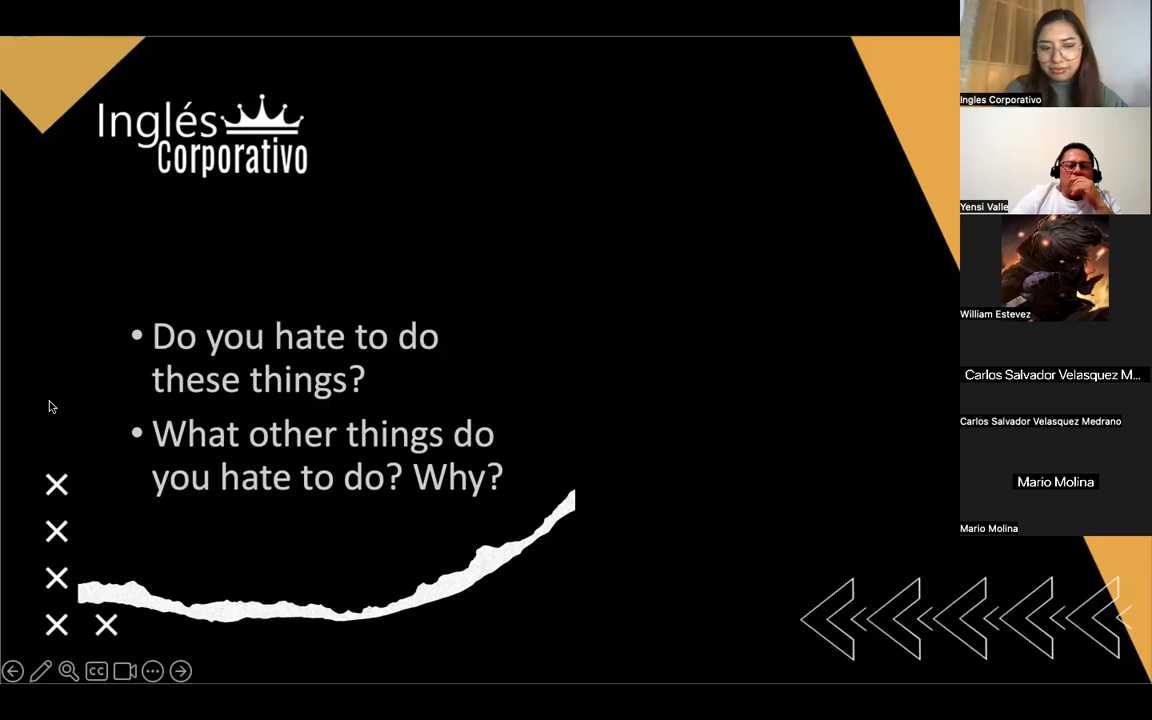 Inglés
Corporativo
• Do you hate to do
these things?
• What other things do
you hate to do? Why?
CC
Ingles Corporativo
Yensi Valle
William Estevez
Carlos Salvador Velasquez M...
Carlos Salvador Velasquez Medrano
Mario Molina
Mario Molina